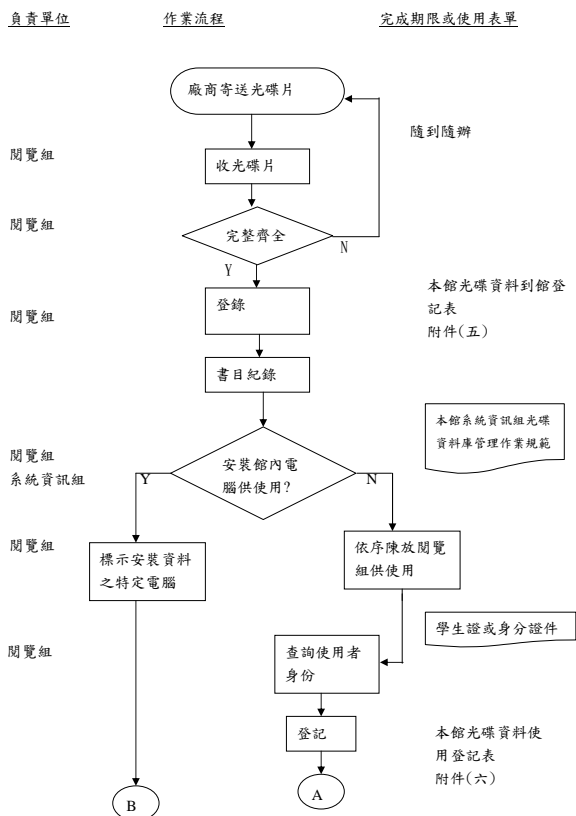 負責單位 作業流程 完成期限或使用表單
廠商寄送光碟片
隨到隨辦
閱覽組
收光碟片
閱覽組
完整齊全
N
Y
登錄
本館光碟資料到館登
記表
附件(五)
閱覽組
書目紀錄
本館系統資訊組光碟
資料庫管理作業規範
閱覽組
系統資訊組
Y
安裝館內電
腦供使用?
N
閱覽組
標示安裝資料
之特定電腦
依序陳放閱覽
組供使用
學生證或身分證件
閱覽組
查詢使用者
身份
登記
本館光碟資料使
用登記表
附件(六)
B
A